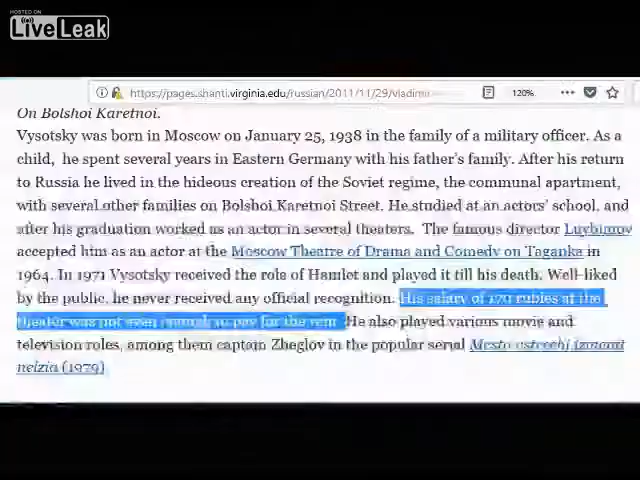 HOSTED ON
LiveLeak
https://pages.shanti.virginia.edu/russian/2011/11/29/vladimi
120%
On Bolshoi Karetnoi.
Vysotsky was born in Moscow on January 25, 1938 in the family of a military officer. As a
child, he spent several years in Eastern Germany with his father's family. After his return
to Russia he lived in the hideous creation of the Soviet regime, the communal apartment,
with several other families on Bolshoi Karetnoi Street. He studied at an actors' school, and
after his graduation worked as an actor in several theaters. The famous director Luybimov
accepted him as an actor at the Moscow Theatre of Drama and Comedy on Taganka in
1964. In 1971 Vysotsky received the role of Hamlet and played it till his death. Well-liked
by the public, he never received any official recognition. His salary of 170 rubles at the
theater was not even enough to pay for the rent. He also played various movie and
television roles, among them captain Zheglov in the popular serial Mesto vstrechi izmenit
nelzia (1979)